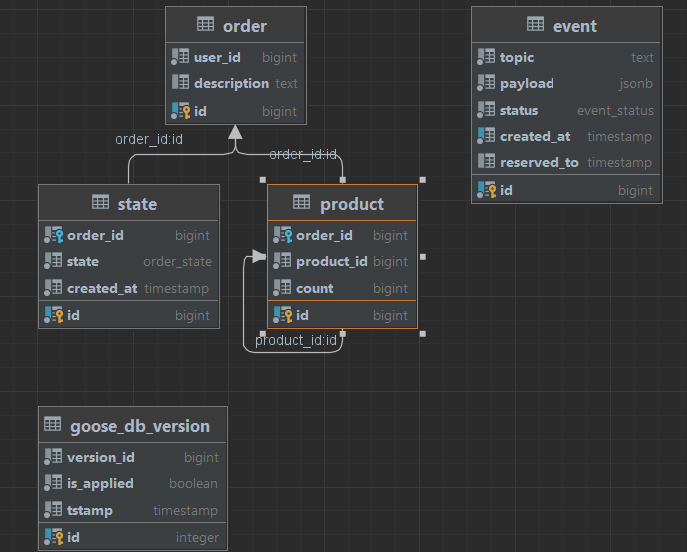 order
user_id bigint
description text
id bigint
event
topic text
payload jsonb
status event_status
created_at timestamp
reserved_to timestamp
id bigint
order_id:id
order_id:id
state
order_id bigint
state order_state
created_at timestamp
id bigint
product
order_id bigint
product_id bigint
count bigint
id bigint
product_id:id
goose_db_version
version_id bigint
is_applied boolean
tstamp timestamp
id integer